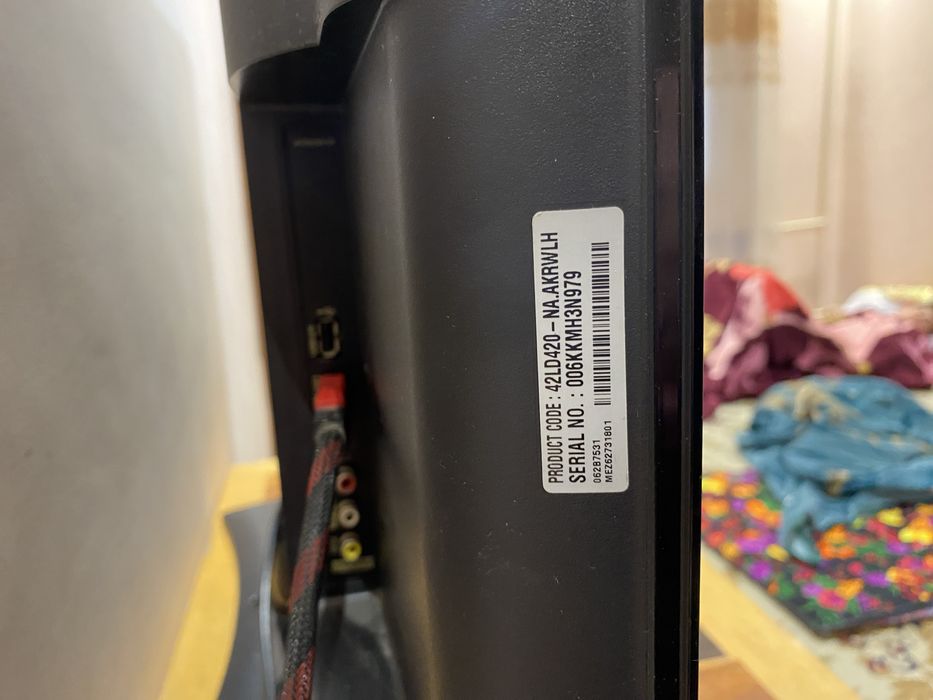 PRODUCT CODE : 42LD420-NA.AKRWLH
SERIAL NO. : 006KKMH3N979
062B7531
MEZ62731801